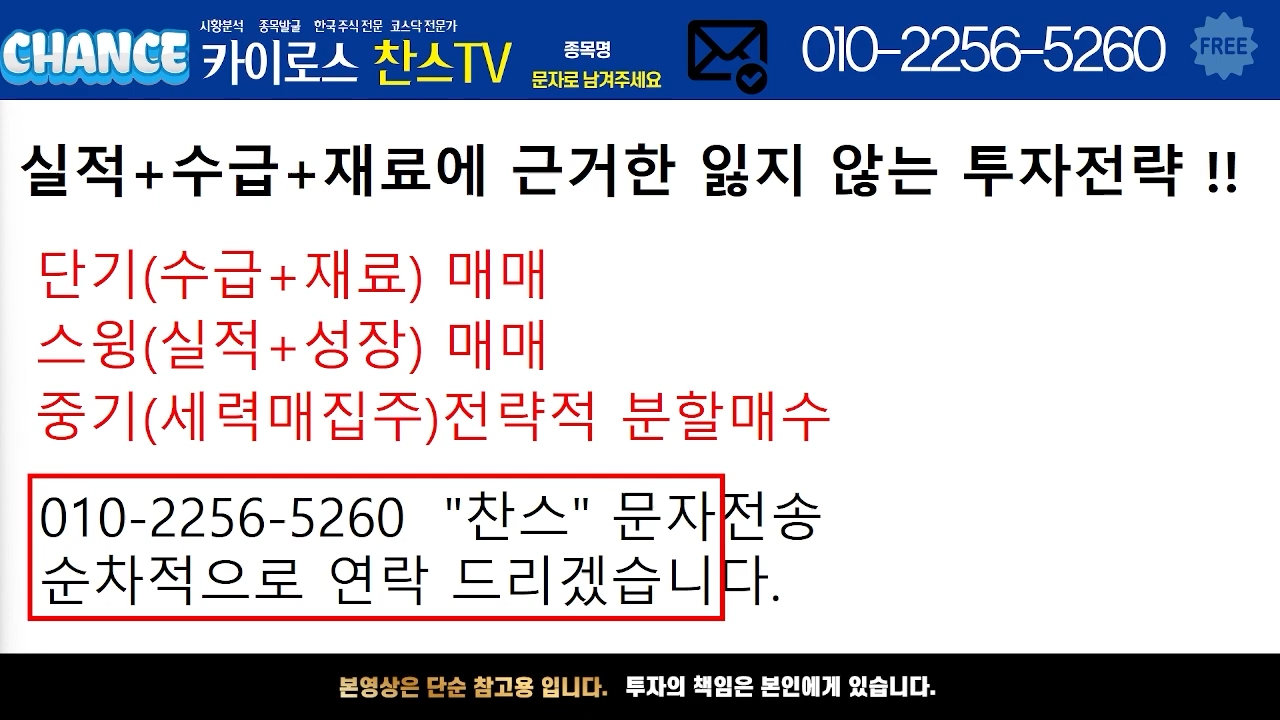 CHANCE
시황분석 종목발굴 한국 주식 전문 코스닥 전문가
카이로스 찬스TV
종목명
문자로 남겨주세요
010-2256-5260
FREE
실적+수급+재료에 근거한 잃지 않는 투자전략 !!
단기(수급+재료) 매매
스윙(실적+성장) 매매
중기(세력매집주)전략적 분할매수
010-2256-5260 "찬스" 문자전송
순차적으로 연락 드리겠습니다.
본영상은 단순 참고용 입니다. 투자의 책임은 본인에게 있습니다.